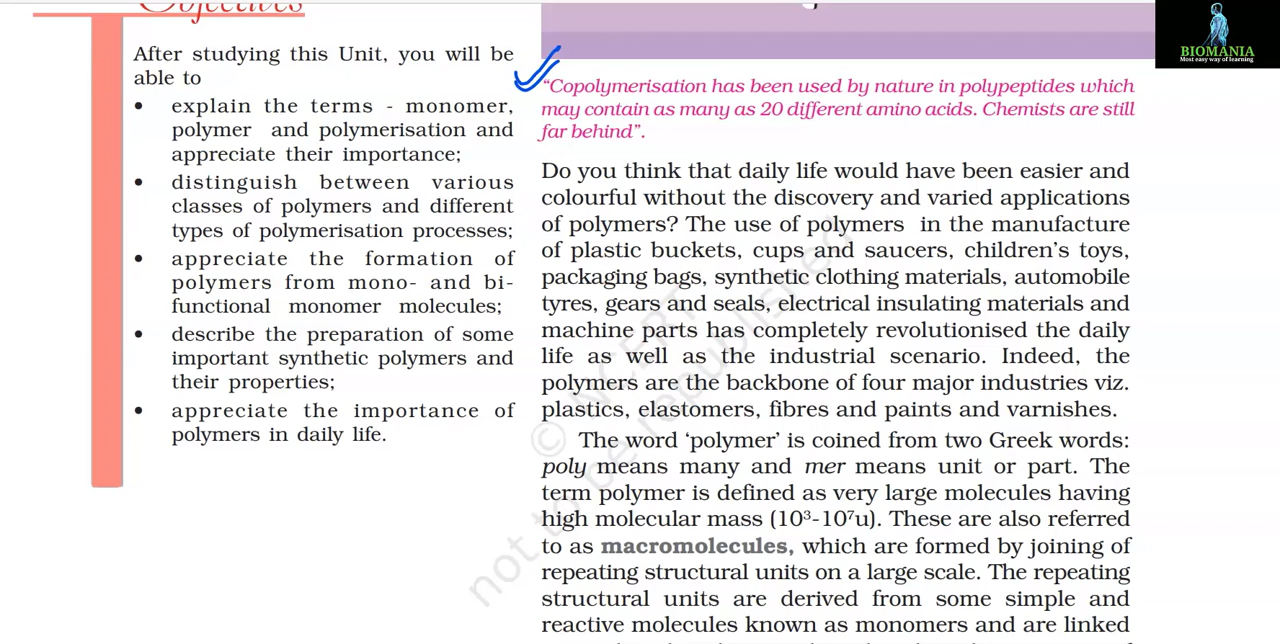 Objectives
After studying this Unit, you will be
able to
• explain the terms - monomer,
polymer and polymerisation and
appreciate their importance;
• distinguish between various
classes of polymers and different
types of polymerisation processes;
• appreciate the formation of
polymers from mono- and bi-
functional monomer molecules;
• describe the preparation of some
important synthetic polymers and
their properties;
• appreciate the importance of
polymers in daily life.
BIOMANIA
Most easy way of learning
"Copolymerisation has been used by nature in polypeptides which
may contain as many as 20 different amino acids. Chemists are still
far behind".
Do you think that daily life would have been easier and
colourful without the discovery and varied applications
of polymers? The use of polymers in the manufacture
of plastic buckets, cups and saucers, children's toys,
packaging bags, synthetic clothing materials, automobile
tyres, gears and seals, electrical insulating materials and
machine parts has completely revolutionised the daily
life as well as the industrial scenario. Indeed, the
polymers are the backbone of four major industries viz.
plastics, elastomers, fibres and paints and varnishes.
The word 'polymer' is coined from two Greek words:
poly means many and mer means unit or part. The
term polymer is defined as very large molecules having
high molecular mass (10³-10⁷u). These are also referred
to as macromolecules, which are formed by joining of
repeating structural units on a large scale. The repeating
structural units are derived from some simple and
reactive molecules known as monomers and are linked
© NCERT
not to be republished